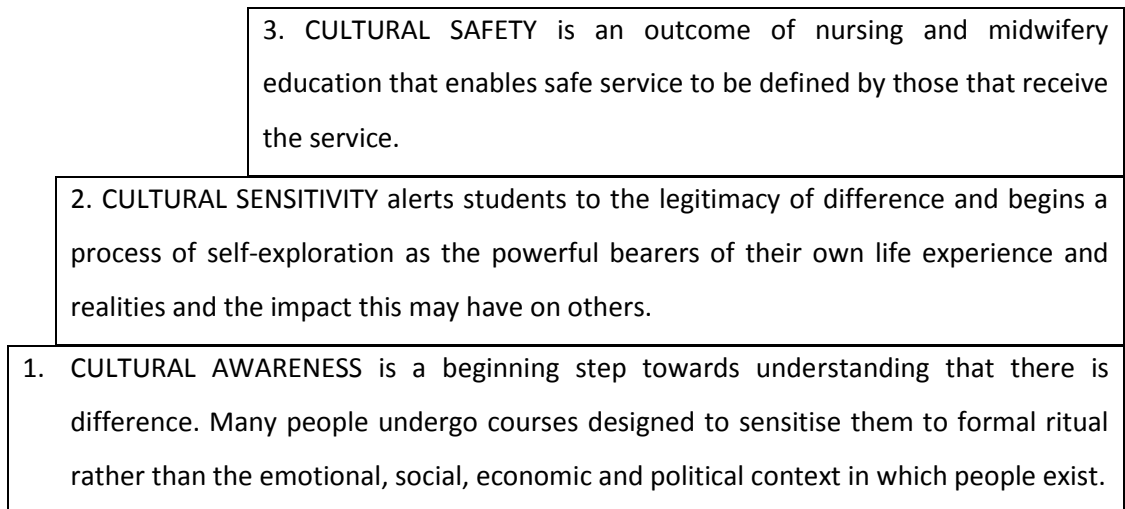 3. CULTURAL SAFETY is an outcome of nursing and midwifery
education that enables safe service to be defined by those that receive
the service.
2. CULTURAL SENSITIVITY alerts students to the legitimacy of difference and begins a
process of self-exploration as the powerful bearers of their own life experience and
realities and the impact this may have on others.
1. CULTURAL AWARENESS is a beginning step towards understanding that there is
difference. Many people undergo courses designed to sensitise them to formal ritual
rather than the emotional, social, economic and political context in which people exist.